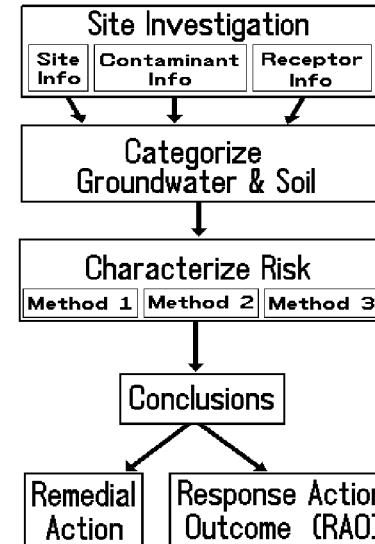 Site Investigation
Site Info
Contaminant Info
Receptor Info
Categorize
Groundwater & Soil
Characterize Risk
Method 1 Method 2 Method 3
Conclusions
Remedial
Action
Response Action
Outcome (RAO)